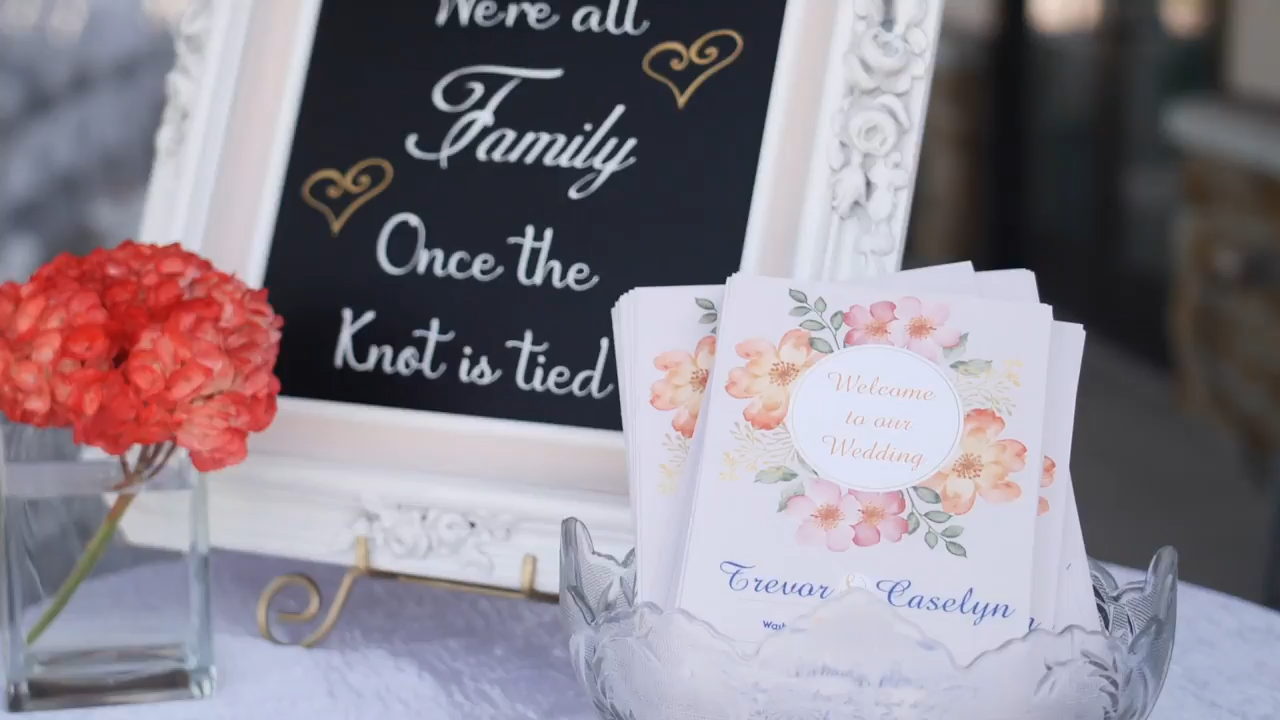 We're all
Family
Once the
Knot is tied
Welcome
to our
Wedding
Trevor & Caselyn